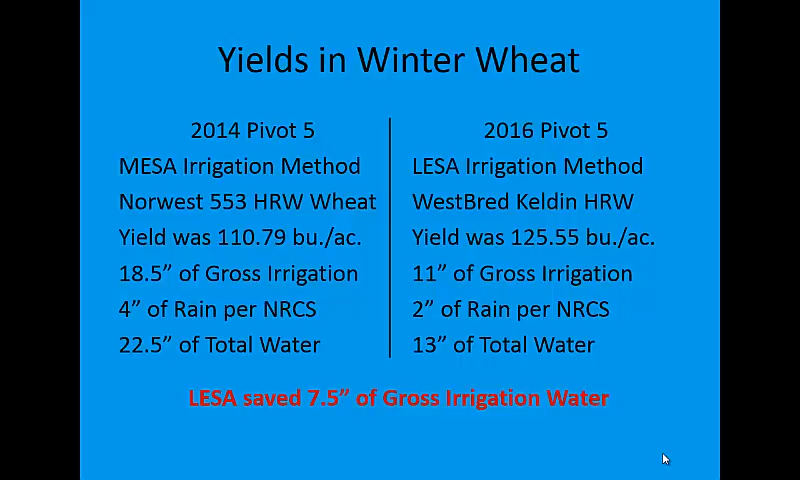 Yields in Winter Wheat
2014 Pivot 5
MESA Irrigation Method
Norwest 553 HRW Wheat
Yield was 110.79 bu./ac.
18.5” of Gross Irrigation
4” of Rain per NRCS
22.5” of Total Water
2016 Pivot 5
LESA Irrigation Method
WestBred Keldin HRW
Yield was 125.55 bu./ac.
11” of Gross Irrigation
2” of Rain per NRCS
13” of Total Water
LESA saved 7.5” of Gross Irrigation Water